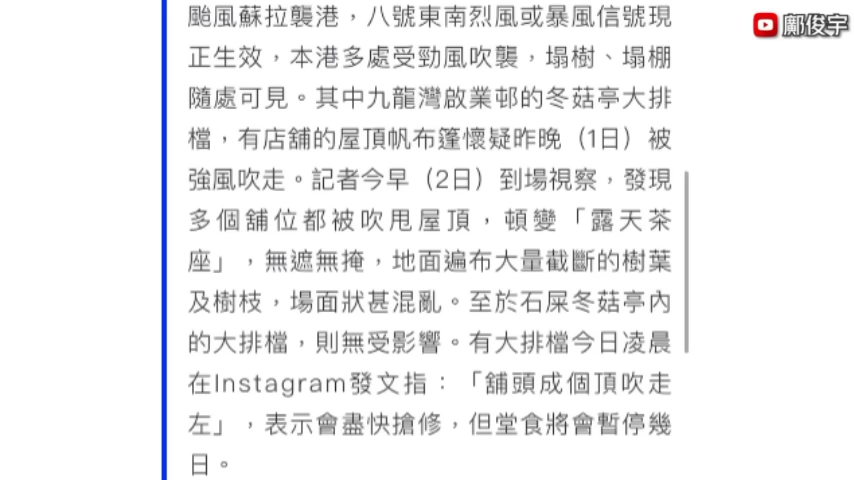 颱風蘇拉襲港，八號東南烈風或暴風信號現
鄺俊宇
正生效，本港多處受勁風吹襲，塌樹、塌棚
隨處可見。其中九龍灣啟業邨的冬菇亭大排
檔，有店舖的屋頂帆布篷懷疑昨晚（1日）被
強風吹走。記者今早（2日）到場視察，發現
多個舖位都被吹甩屋頂，頓變「露天茶
座」，無遮無掩，地面遍布大量截斷的樹葉
及樹枝，場面狀甚混亂。至於石屎冬菇亭內
的大排檔，則無受影響。有大排檔今日凌晨
在Instagram發文指：「舖頭成個頂吹走
左」，表示會盡快搶修，但堂食將會暫停幾
日。